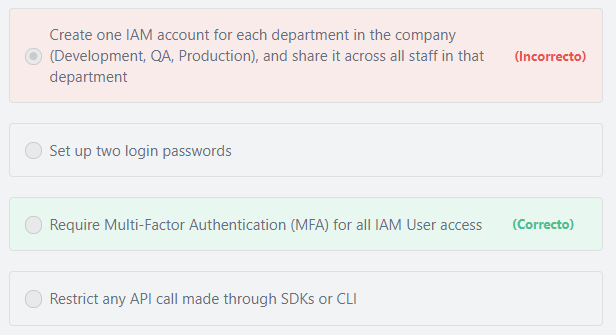 Create one IAM account for each department in the company
(Development, QA, Production), and share it across all staff in that
department
(Incorrecto)
Set up two login passwords
Require Multi-Factor Authentication (MFA) for all IAM User access
(Correcto)
Restrict any API call made through SDKs or CLI